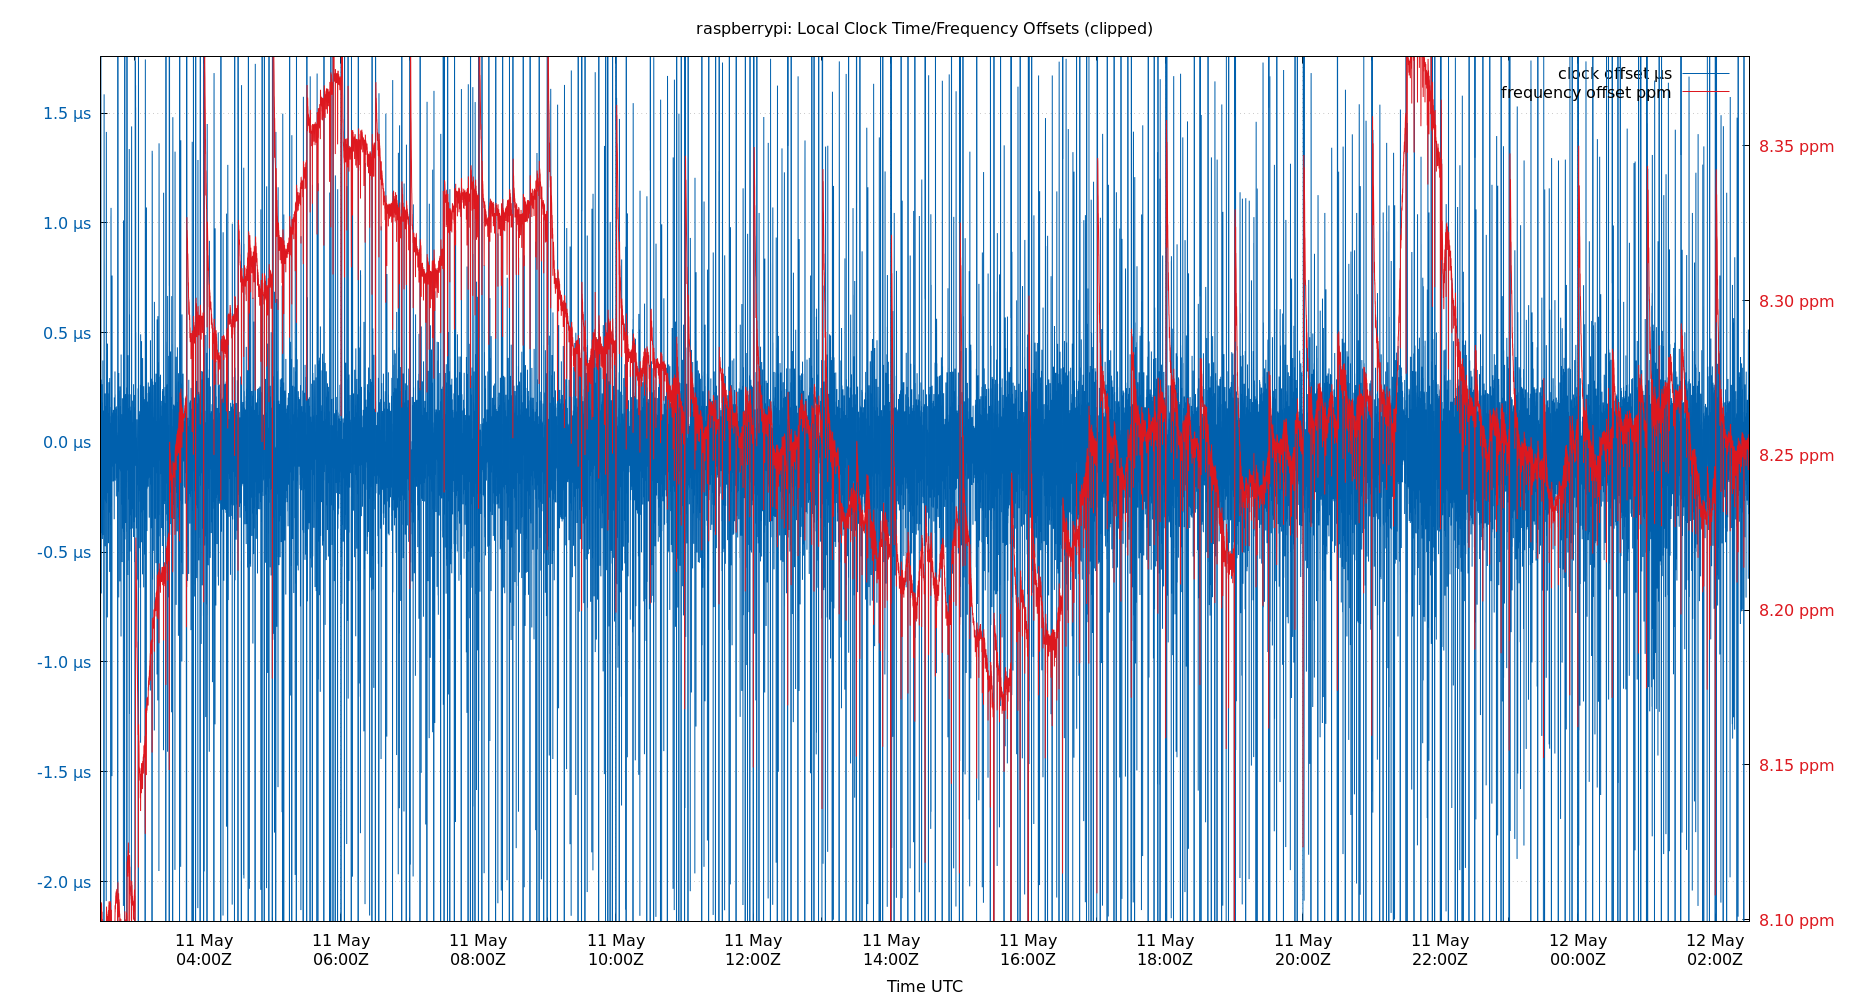 raspberrypi: Local Clock Time/Frequency Offsets (clipped)
clock offset µs
frequency offset ppm
1.5 µs
1.0 µs
0.5 µs
0.0 µs
-0.5 µs
-1.0 µs
-1.5 µs
-2.0 µs
8.35 ppm
8.30 ppm
8.25 ppm
8.20 ppm
8.15 ppm
8.10 ppm
11 May 11 May 11 May 11 May 11 May 11 May 11 May 11 May 11 May 11 May 12 May 12 May
04:00Z 06:00Z 08:00Z 10:00Z 12:00Z 14:00Z 16:00Z 18:00Z 20:00Z 22:00Z 00:00Z 02:00Z
Time UTC